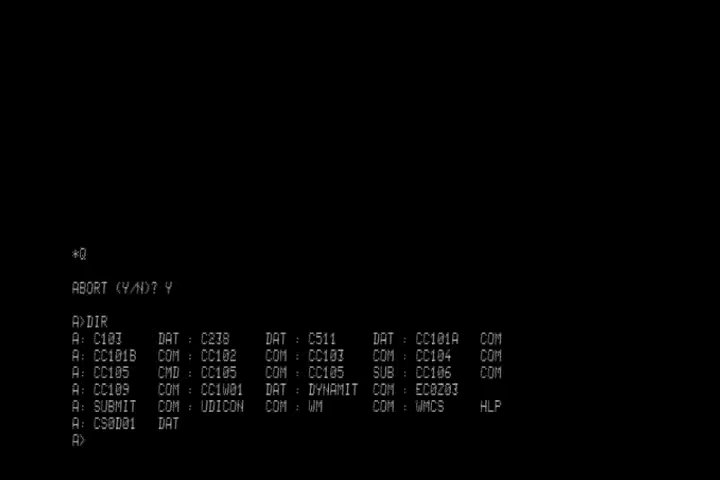 *Q
ABORT (Y/N)? Y
A>DIR
A: C103     DAT : C238     DAT : C511     DAT : CC101A   COM
A: CC101B   COM : CC102    COM : CC103    COM : CC104    COM
A: CC105    CMD : CC105    COM : CC105    SUB : CC106    COM
A: CC109    COM : CC1W01   DAT : DYNAMIT  COM : EC0Z03
A: SUBMIT   COM : UDICON   COM : WM       COM : WMCS     HLP
A: CS0D01   DAT
A>